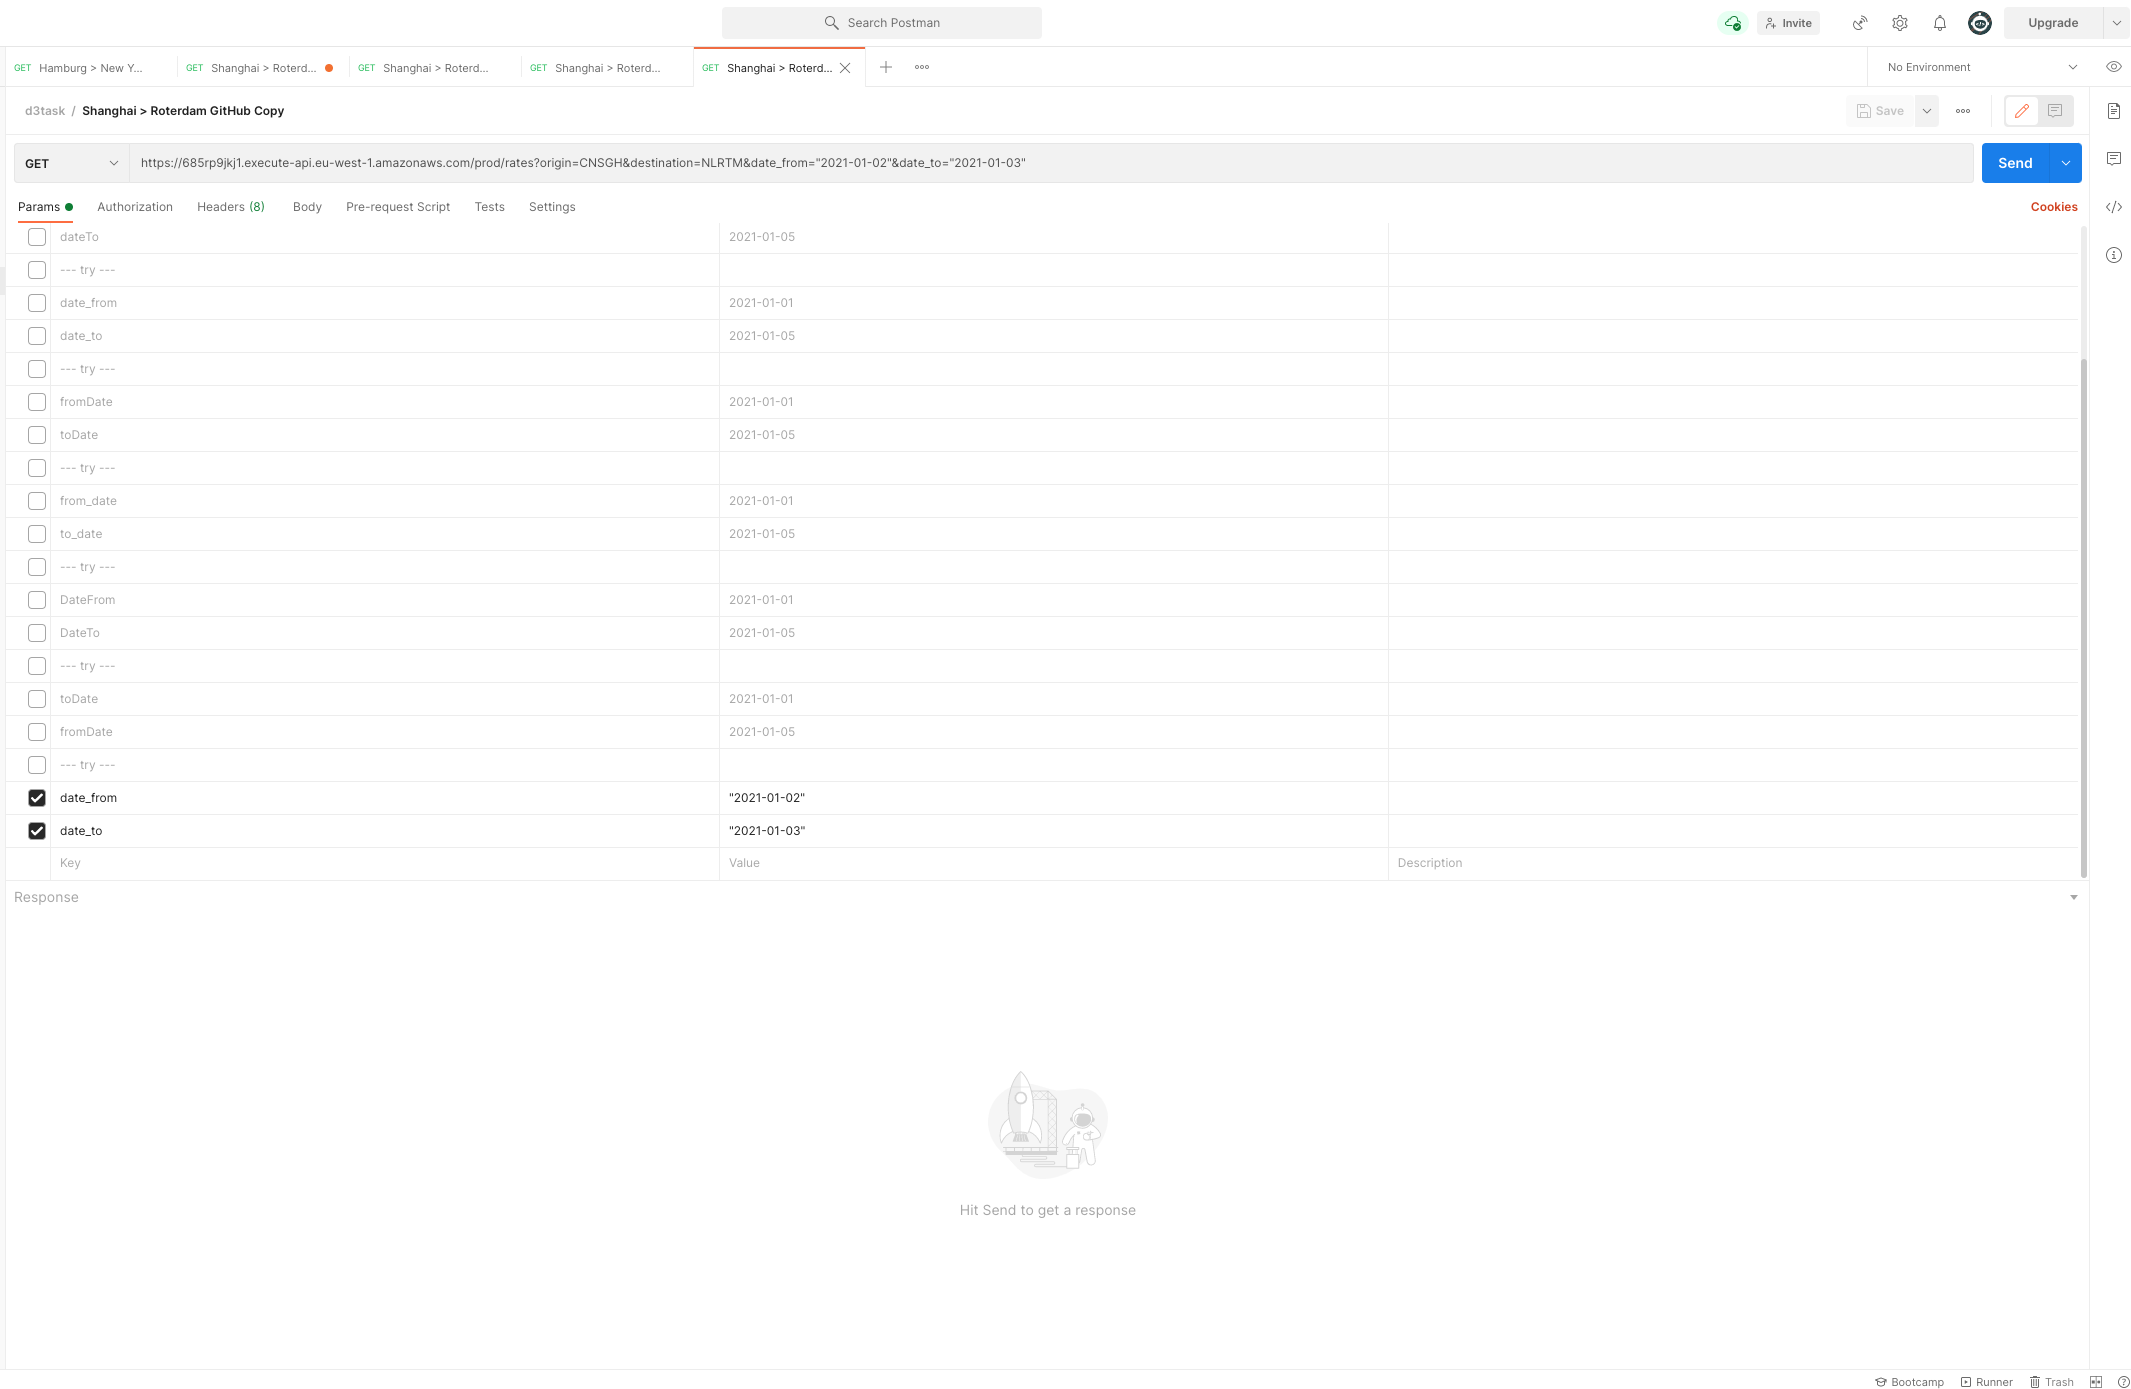 Search Postman
Invite
Upgrade
GET Hamburg > New Y...
GET Shanghai > Roterd...
GET Shanghai > Roterd...
GET Shanghai > Roterd...
GET Shanghai > Roterd...
No Environment
d3task / Shanghai > Roterdam GitHub Copy
Save
GET
https://685rp9jkj1.execute-api.eu-west-1.amazonaws.com/prod/rates?origin=CNSGH&destination=NLRTM&date_from="2021-01-02"&date_to="2021-01-03"
Send
Params Authorization Headers (8) Body Pre-request Script Tests Settings
Cookies
dateTo 2021-01-05
--- try ---
date_from 2021-01-01
date_to 2021-01-05
--- try ---
fromDate 2021-01-01
toDate 2021-01-05
--- try ---
from_date 2021-01-01
to_date 2021-01-05
--- try ---
DateFrom 2021-01-01
DateTo 2021-01-05
--- try ---
toDate 2021-01-01
fromDate 2021-01-05
--- try ---
date_from "2021-01-02"
date_to "2021-01-03"
Key Value Description
Response
Hit Send to get a response
Bootcamp Runner Trash